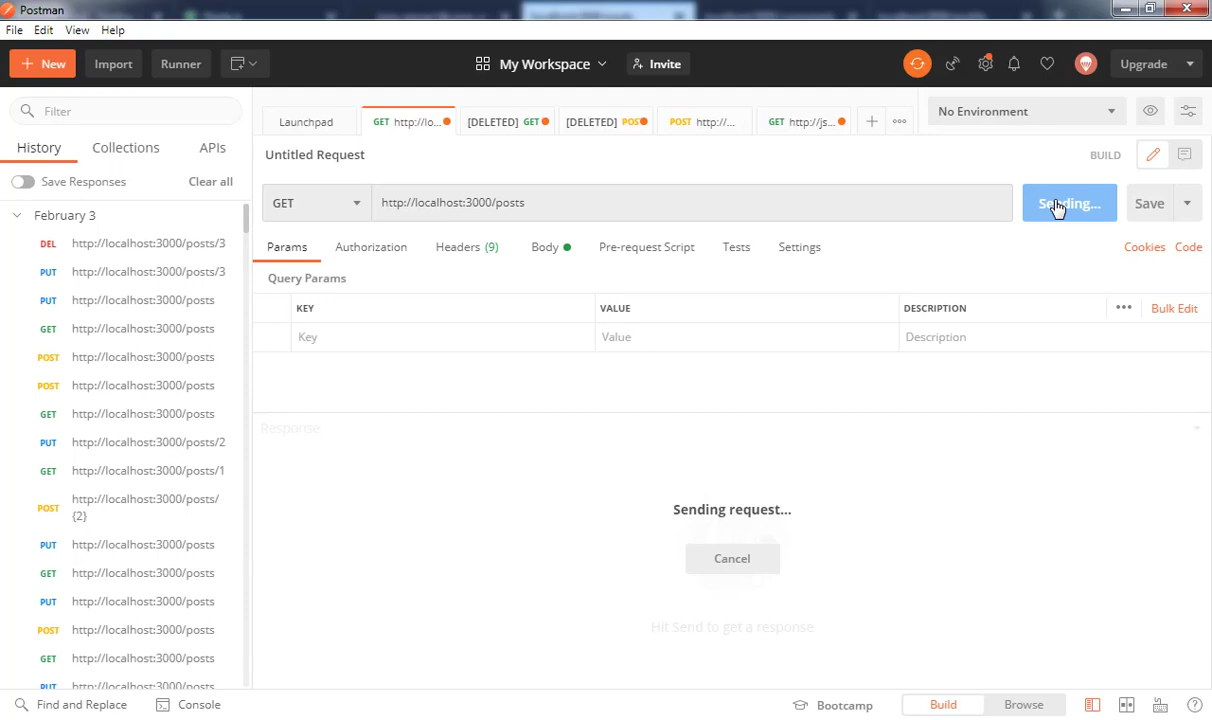 Postman
File Edit View Help
New Import Runner My Workspace Invite Upgrade
Filter
History Collections APIs
Save Responses Clear all
February 3
DEL http://localhost:3000/posts/3
PUT http://localhost:3000/posts/3
PUT http://localhost:3000/posts
GET http://localhost:3000/posts
POST http://localhost:3000/posts
POST http://localhost:3000/posts
GET http://localhost:3000/posts
PUT http://localhost:3000/posts/2
GET http://localhost:3000/posts/1
POST http://localhost:3000/posts/
{2}
PUT http://localhost:3000/posts
GET http://localhost:3000/posts
PUT http://localhost:3000/posts
POST http://localhost:3000/posts
GET http://localhost:3000/posts
PUT http://localhost:3000/posts
Launchpad GET http://lo... [DELETED] GET [DELETED] POS POST http://... GET http://js... No Environment
Untitled Request BUILD
GET http://localhost:3000/posts Sending... Save
Params Authorization Headers (9) Body Pre-request Script Tests Settings Cookies Code
Query Params
KEY VALUE DESCRIPTION Bulk Edit
Key Value Description
Response
Sending request...
Cancel
Hit Send to get a response
Find and Replace Console Bootcamp Build Browse